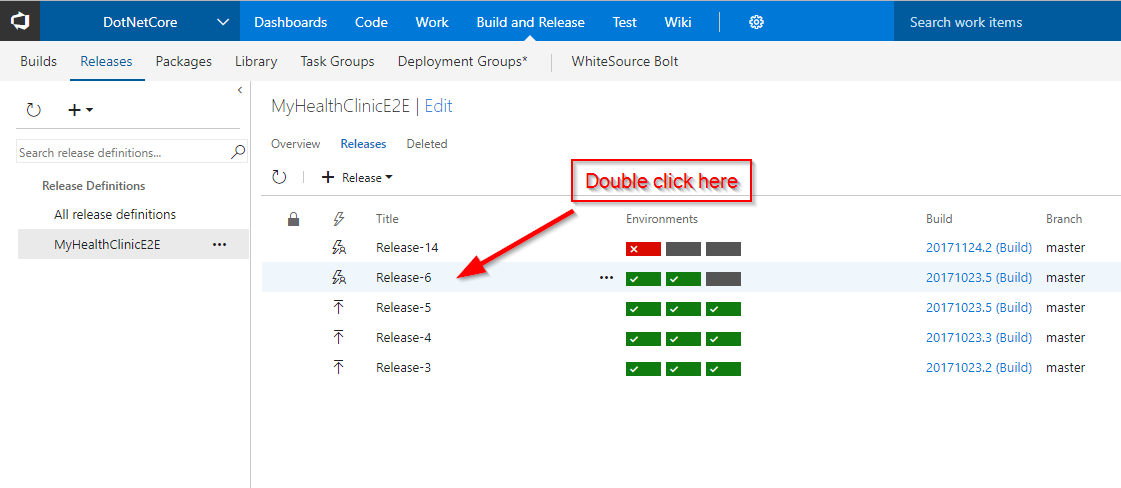 DotNetCore Dashboards Code Work Build and Release Test Wiki Search work items
Builds Releases Packages Library Task Groups Deployment Groups* WhiteSource Bolt
MyHealthClinicE2E | Edit
Overview Releases Deleted
Search release definitions...
+ Release
Double click here
Release Definitions
All release definitions
MyHealthClinicE2E ...
Title Environments Build Branch
Release-14 20171124.2 (Build) master
Release-6 ... 20171023.5 (Build) master
Release-5 20171023.5 (Build) master
Release-4 20171023.3 (Build) master
Release-3 20171023.2 (Build) master